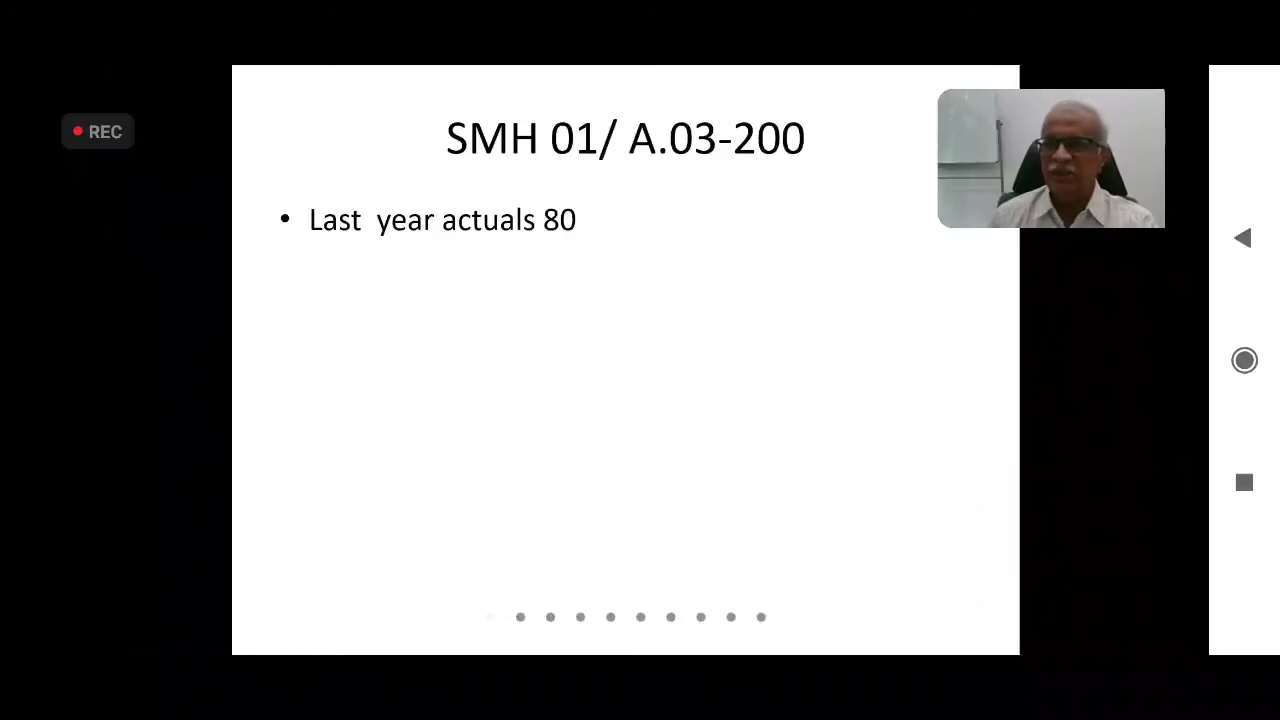 REC
SMH 01/ A.03-200
• Last  year actuals 80